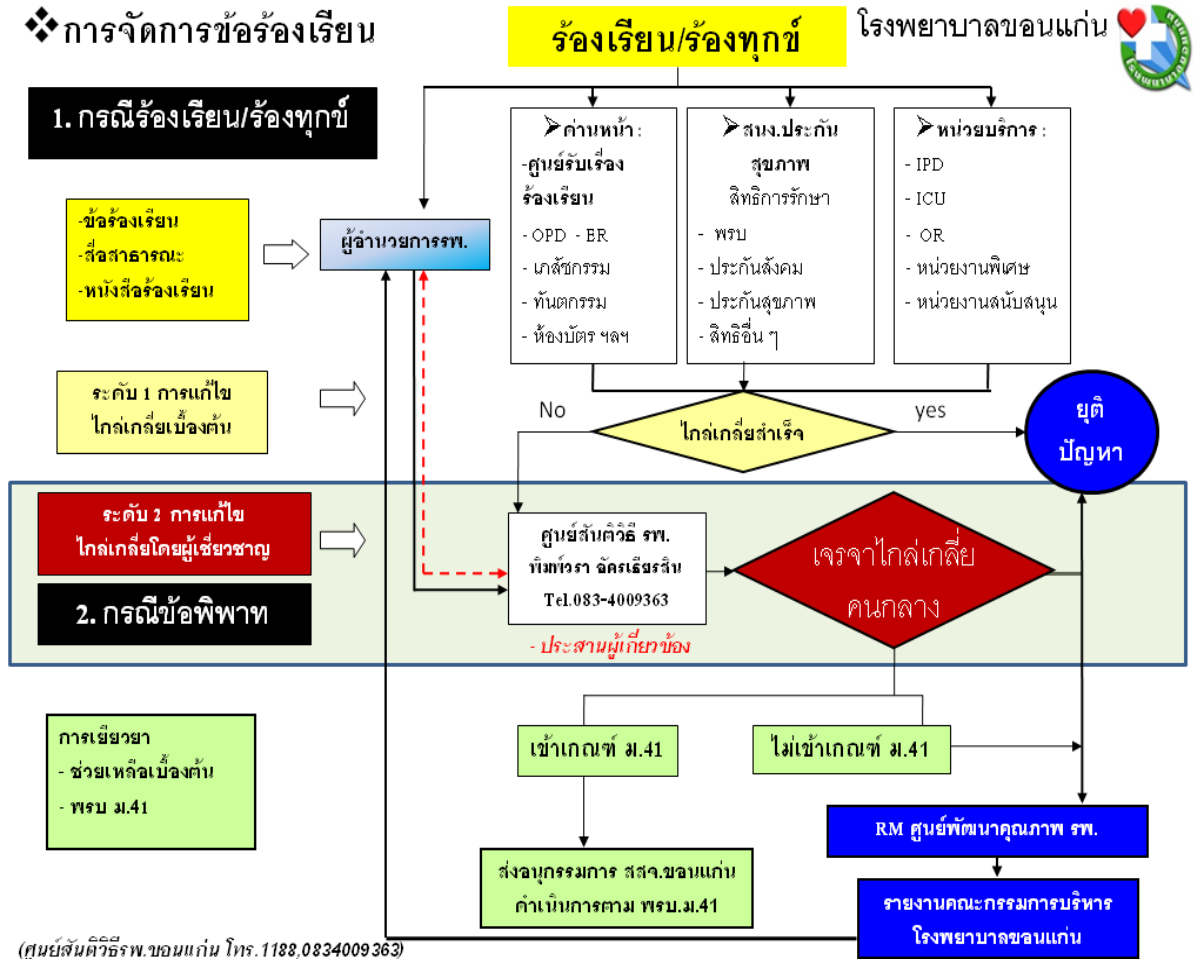 ❖การจัดการข้อร้องเรียน
ร้องเรียน/ร้องทุกข์
โรงพยาบาลขอนแก่น
1. กรณีร้องเรียน/ร้องทุกข์
➢ด่านหน้า :
-ศูนย์รับเรื่อง
ร้องเรียน
- OPD - ER
- เภสัชกรรม
- ทันตกรรม
- ห้องบัตร ฯลฯ
➢สนง.ประกัน
สุขภาพ
สิทธิการรักษา
- พรบ
- ประกันสังคม
- ประกันสุขภาพ
- สิทธิอื่น ๆ
➢หน่วยบริการ :
- IPD
- ICU
- OR
- หน่วยงานพิเศษ
- หน่วยงานสนับสนุน
-ข้อร้องเรียน
-สื่อสาธารณะ
-หนังสือร้องเรียน
ผู้อำนวยการรพ.
ระดับ 1 การแก้ไข
ไกล่เกลี่ยเบื้องต้น
No
ไกล่เกลี่ยสำเร็จ
yes
ยุติ
ปัญหา
ระดับ 2 การแก้ไข
ไกล่เกลี่ยโดยผู้เชี่ยวชาญ
2. กรณีข้อพิพาท
ศูนย์สันติวิธี รพ.
พิมพ์วรา อัครเธียรสิน
Tel.083-4009363
- ประสานผู้เกี่ยวข้อง
เจรจาไกล่เกลี่ย
คนกลาง
การเยียวยา
- ช่วยเหลือเบื้องต้น
- พรบ ม.41
เข้าเกณฑ์ ม.41
ไม่เข้าเกณฑ์ ม.41
ส่งอนุกรรมการ สสจ.ขอนแก่น
ดำเนินการตาม พรบ.ม.41
RM ศูนย์พัฒนาคุณภาพ รพ.
รายงานคณะกรรมการบริหาร
โรงพยาบาลขอนแก่น
(ศูนย์สันติวิธีรพ.ขอนแก่น โทร.1188,0834009363)